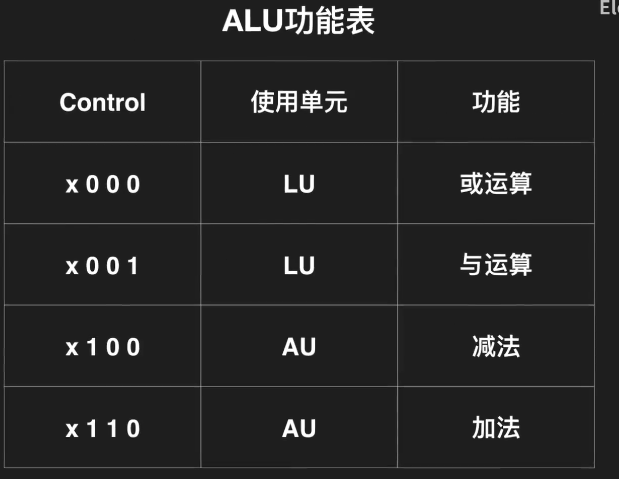 Ele
ALU功能表
Control 使用单元 功能
x 0 0 0 LU 或运算
x 0 0 1 LU 与运算
x 1 0 0 AU 减法
x 1 1 0 AU 加法